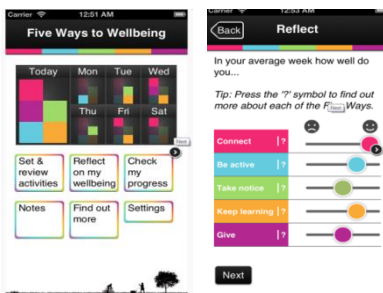 Carrier 12:51 AM
Five Ways to Wellbeing
Today Mon Tue Wed
Thu Fri Sat
Next
Set &
review
activities
Reflect
on my
wellbeing
Check
my
progress
Notes
Find out
more
Settings
Carrier 12:53 AM
Back Reflect
In your average week how well do
you...
Tip: Press the '?' symbol to find out
more about each of the Ways.
Next
Connect ?
Be active ?
Take notice ?
Keep learning ?
Give ?
Next